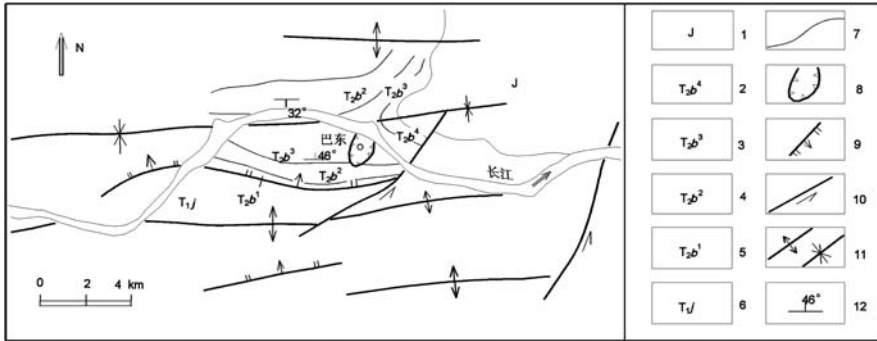 N
J
T₂b²
T₂b³
32°
巴东
T₂b⁴
T₂b³
46°
长江
T₂b²
T₂b¹
T₁j
0 2 4 km
J 1
7
T₂b⁴ 2
8
T₂b³ 3
9
T₂b² 4
10
T₂b¹ 5
11
T₁j 6
46° 12